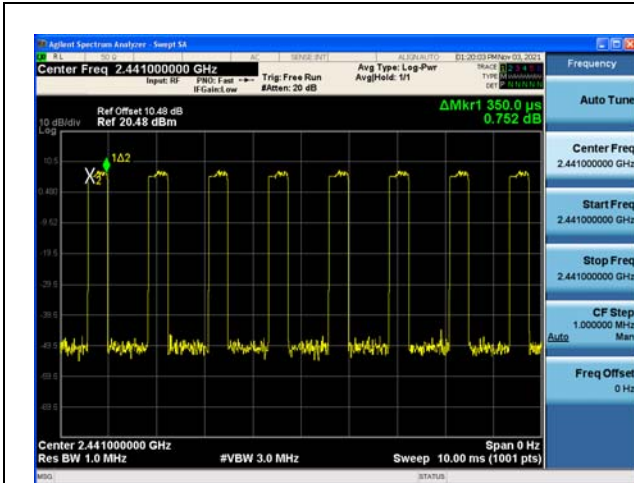 Agilent Spectrum Analyzer - Swept SA
RL 50 Ω AC SENSE:INT ALIGN AUTO 01:20:03 PM Nov 03, 2021
Center Freq 2.441000000 GHz
Input: RF PNO: Fast Trig: Free Run Avg Type: Log-Pwr TRACE 1 2 3 4 5 6
IFGain:Low #Atten: 20 dB Avg|Hold: 1/1 TYPE
DET P N N N N N
Ref Offset 10.48 dB ΔMkr1 350.0 µs
10 dB/div Ref 20.48 dBm 0.752 dB
Log
10.5
0.480
-9.52
-19.5
-29.5
-39.5
-49.5
-59.5
-69.5
1Δ2
X2
Center 2.441000000 GHz Span 0 Hz
Res BW 1.0 MHz #VBW 3.0 MHz Sweep 10.00 ms (1001 pts)
MSG STATUS
Frequency
Auto Tune
Center Freq
2.441000000 GHz
Start Freq
2.441000000 GHz
Stop Freq
2.441000000 GHz
CF Step
1.000000 MHz
Auto Man
Freq Offset
0 Hz